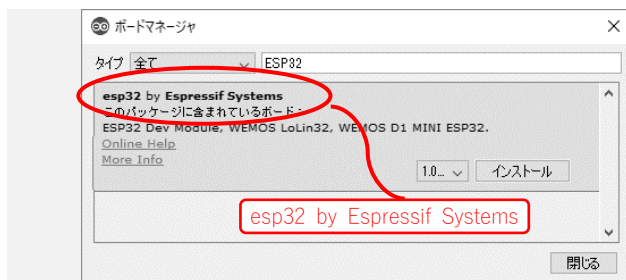 ボードマネージャ
タイプ 全て ESP32
esp32 by Espressif Systems
このパッケージに含まれているボード：
ESP32 Dev Module, WEMOS LoLin32, WEMOS D1 MINI ESP32.
Online Help
More Info
1.0... インストール
esp32 by Espressif Systems
閉じる